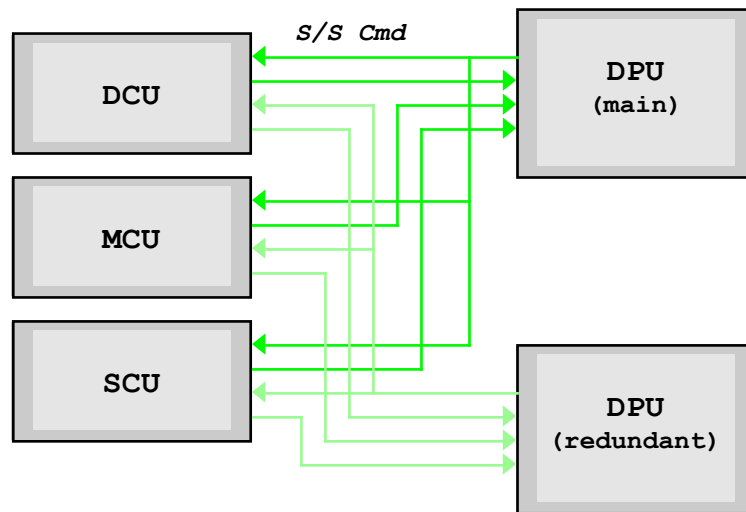 S/S Cmd
DCU
DPU
(main)
MCU
SCU
DPU
(redundant)